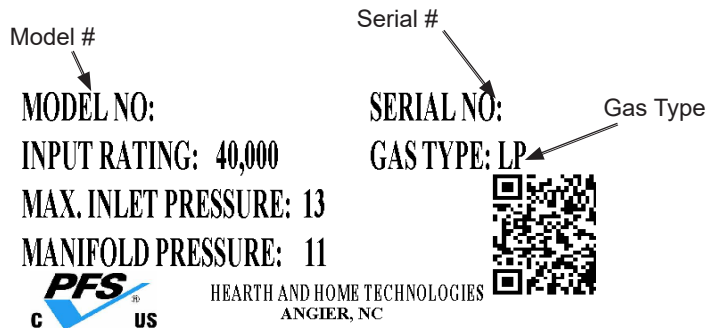 Model #
Serial #
Gas Type
MODEL NO:
SERIAL NO:
INPUT RATING: 40,000
GAS TYPE: LP
MAX. INLET PRESSURE: 13
MANIFOLD PRESSURE: 11
PFS ®
C US
HEARTH AND HOME TECHNOLOGIES
ANGIER, NC